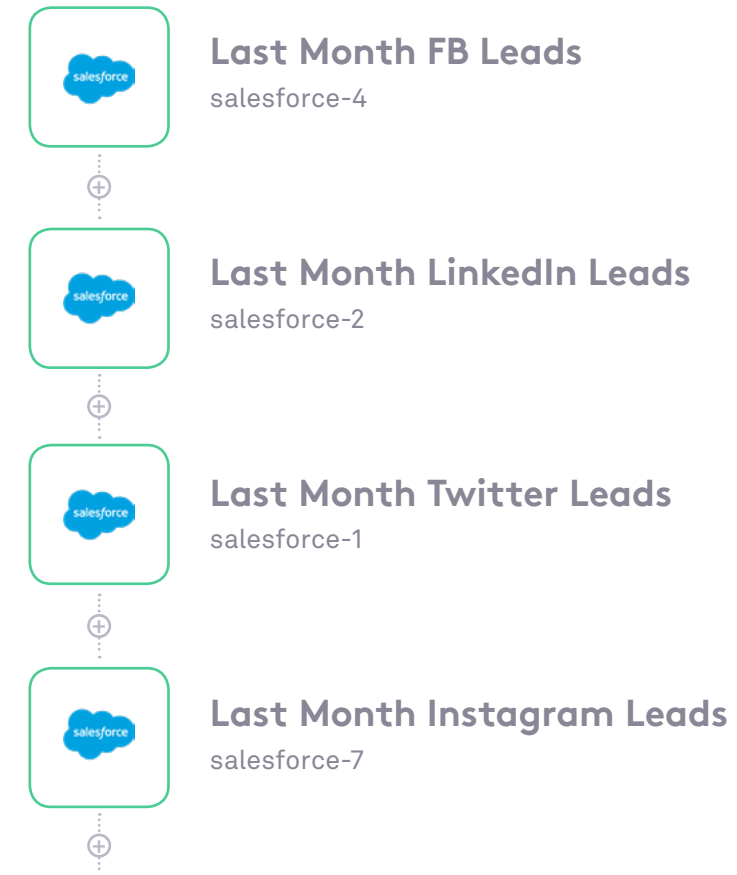 salesforce
Last Month FB Leads
salesforce-4
salesforce
Last Month LinkedIn Leads
salesforce-2
salesforce
Last Month Twitter Leads
salesforce-1
salesforce
Last Month Instagram Leads
salesforce-7